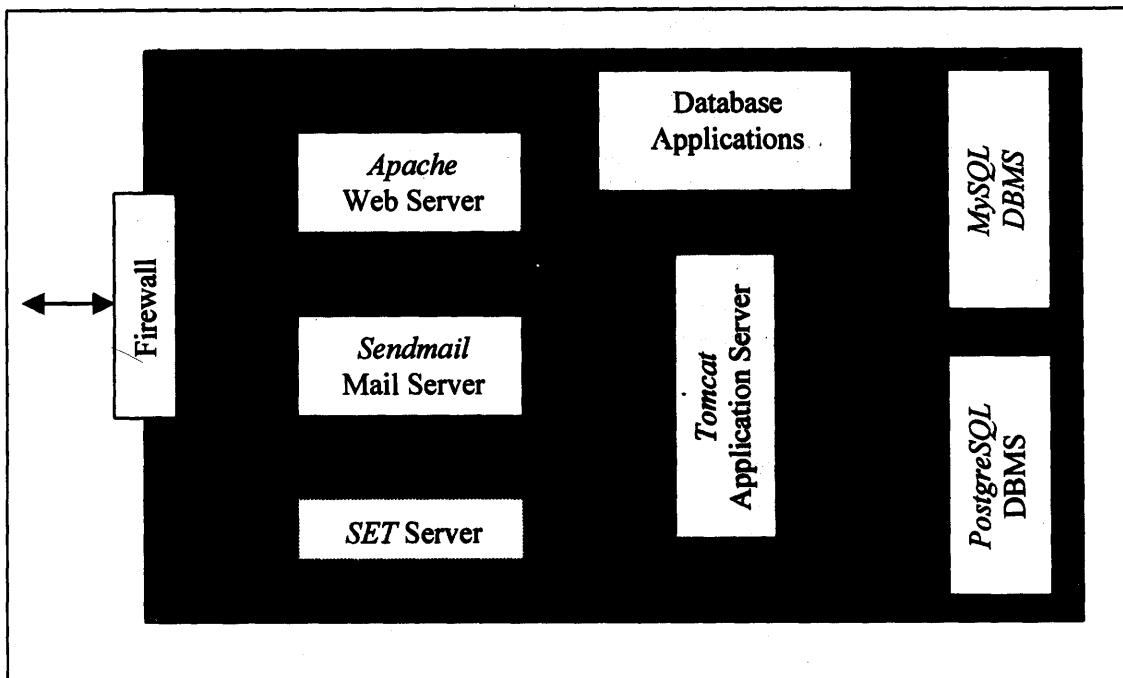 Firewall
Apache
Web Server
Sendmail
Mail Server
SET Server
Database
Applications
Tomcat
Application Server
MySQL
DBMS
PostgreSQL
DBMS